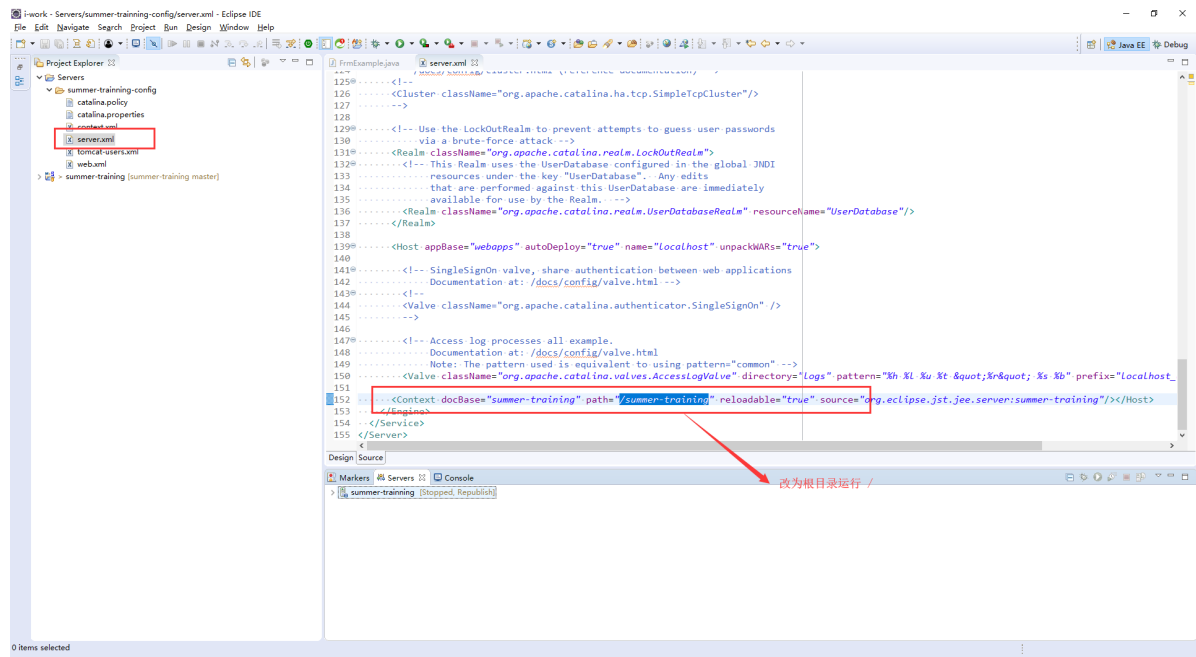 i-work - Servers/summer-trainning-config/server.xml - Eclipse IDE
File Edit Navigate Search Project Run Design Window Help
Java EE Debug
Project Explorer
Servers
summer-trainning-config
catalina.policy
catalina.properties
context.xml
server.xml
tomcat-users.xml
web.xml
> summer-training [summer-training master]
FrmExample.java server.xml
124 /docs/config/cluster.html (reference documentation) -->
125 <!--
126 <Cluster className="org.apache.catalina.ha.tcp.SimpleTcpCluster"/>
127 -->
128
129 <!-- Use the LockOutRealm to prevent attempts to guess user passwords
130 via a brute-force attack -->
131 <Realm className="org.apache.catalina.realm.LockOutRealm">
132 <!-- This Realm uses the UserDatabase configured in the global JNDI
133 resources under the key "UserDatabase". Any edits
134 that are performed against this UserDatabase are immediately
135 available for use by the Realm. -->
136 <Realm className="org.apache.catalina.realm.UserDatabaseRealm" resourceName="UserDatabase"/>
137 </Realm>
138
139 <Host appBase="webapps" autoDeploy="true" name="localhost" unpackWARs="true">
140
141 <!-- SingleSignOn valve, share authentication between web applications
142 Documentation at: /docs/config/valve.html -->
143 <!--
144 <Valve className="org.apache.catalina.authenticator.SingleSignOn" />
145 -->
146
147 <!-- Access log processes all example.
148 Documentation at: /docs/config/valve.html
149 Note: The pattern used is equivalent to using pattern="common" -->
150 <Valve className="org.apache.catalina.valves.AccessLogValve" directory="logs" pattern="%h %l %u %t &quot;%r&quot; %s %b" prefix="localhost_
151
152 <Context docBase="summer-training" path="/summer-training" reloadable="true" source="org.eclipse.jst.jee.server:summer-training"/></Host>
153 </Engine>
154 </Service>
155 </Server>
Design Source
Markers Servers Console
summer-trainning [Stopped, Republish]
改为根目录运行 /
0 items selected